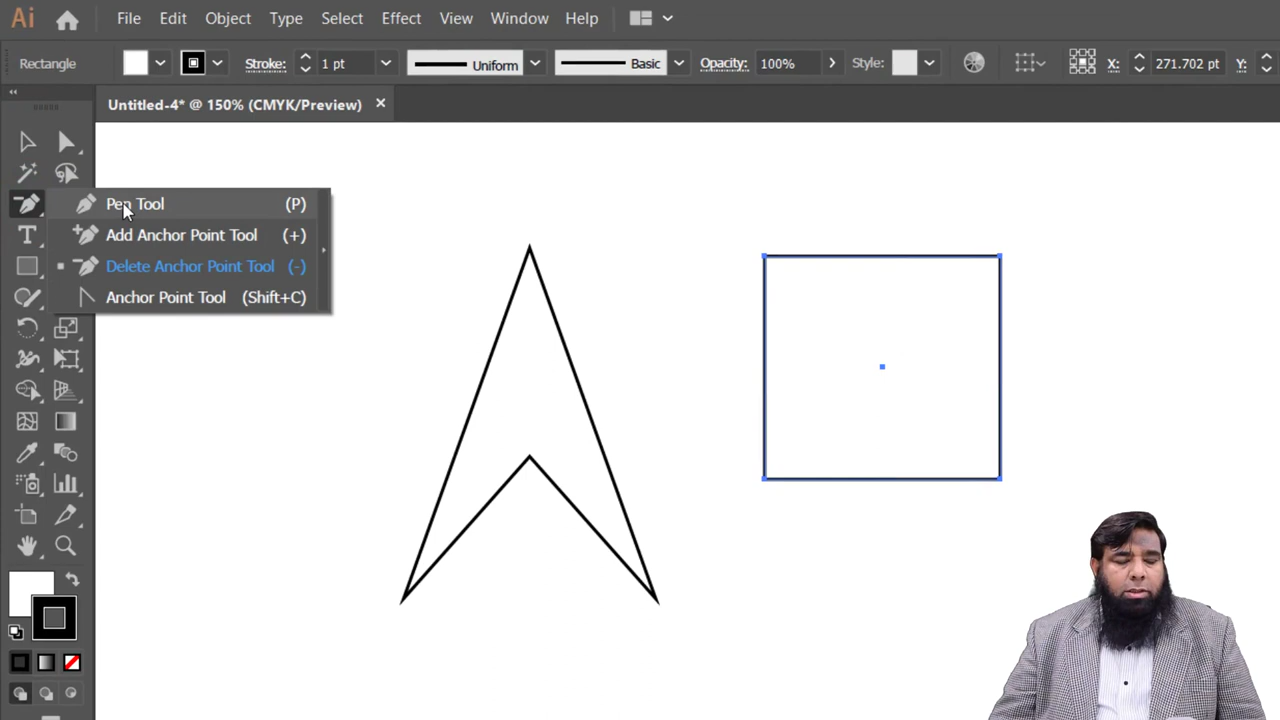 Ai File Edit Object Type Select Effect View Window Help
Rectangle Stroke: 1 pt Uniform Basic Opacity: 100% Style: X: 271.702 pt Y:
Untitled-4* @ 150% (CMYK/Preview) ×
Pen Tool (P)
Add Anchor Point Tool (+)
Delete Anchor Point Tool (-)
Anchor Point Tool (Shift+C)